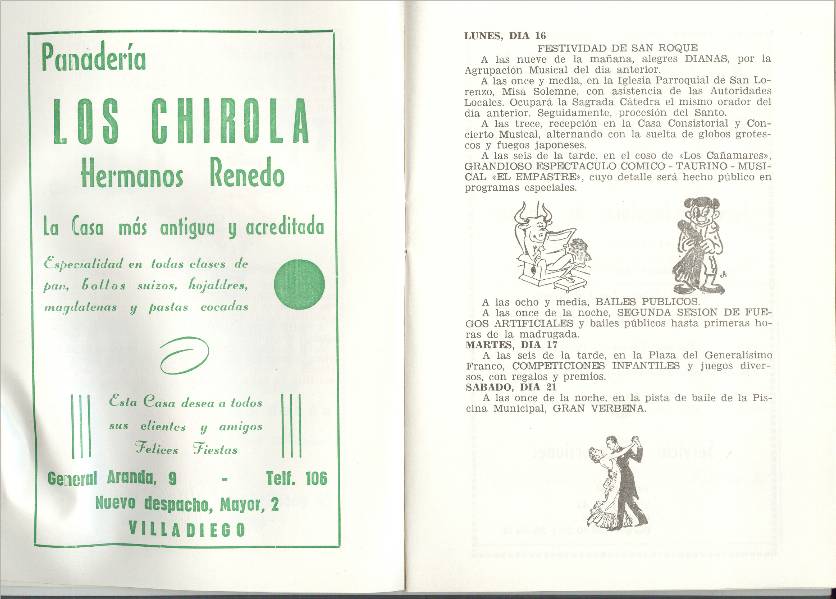 Panadería
LOS CHIROLA
Hermanos Renedo
La Casa más antigua y acreditada
Especialidad en todas clases de
pan, bollos suizos, hojaldres,
magdalenas y pastas cocadas
Esta Casa desea a todos
sus clientes y amigos
Felices Fiestas
General Aranda, 9 - Telf. 106
Nuevo despacho, Mayor, 2
VILLADIEGO
LUNES, DIA 16
FESTIVIDAD DE SAN ROQUE
A las nueve de la mañana, alegres DIANAS, por la
Agrupación Musical del día anterior.
A las once y media, en la Iglesia Parroquial de San Lo-
renzo, Misa Solemne, con asistencia de las Autoridades
Locales. Ocupará la Sagrada Cátedra el mismo orador del
día anterior. Seguidamente, procesión del Santo.
A las trece, recepción en la Casa Consistorial y Con-
cierto Musical, alternando con la suelta de globos grotes-
cos y fuegos japoneses.
A las seis de la tarde, en el coso de «Los Cañamares»,
GRANDIOSO ESPECTACULO COMICO - TAURINO - MUSI-
CAL «EL EMPASTRE», cuyo detalle será hecho público en
programas especiales.
A las ocho y media, BAILES PUBLICOS.
A las once de la noche, SEGUNDA SESION DE FUE-
GOS ARTIFICIALES y bailes públicos hasta primeras ho-
ras de la madrugada.
MARTES, DIA 17
A las seis de la tarde, en la Plaza del Generalísimo
Franco, COMPETICIONES INFANTILES y juegos diver-
sos, con regalos y premios.
SABADO, DIA 21
A las once de la noche, en la pista de baile de la Pis-
cina Municipal, GRAN VERBENA.